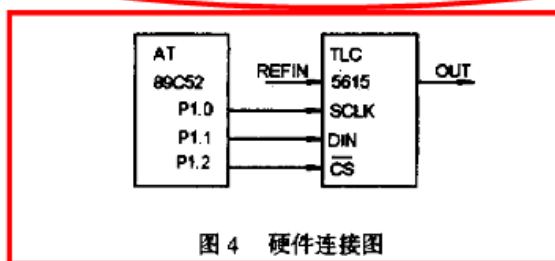 AT
89C52
P1.0
P1.1
P1.2
REFIN
TLC
5615
SCLK
DIN
C̅S̅
OUT
图 4 硬件连接图